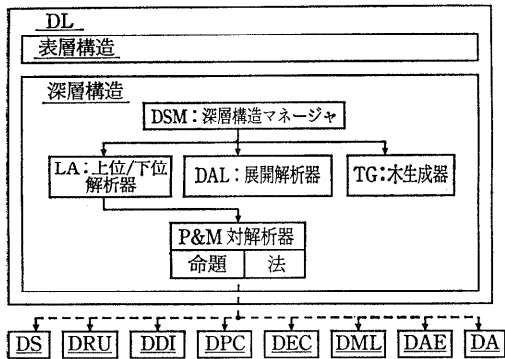 DL
表層構造
深層構造
DSM:深層構造マネージャ
LA:上位/下位
解析器
DAL:展開解析器
TG:木生成器
P&M 対解析器
命題 法
DS DRU DDI DPC DEC DML DAE DA